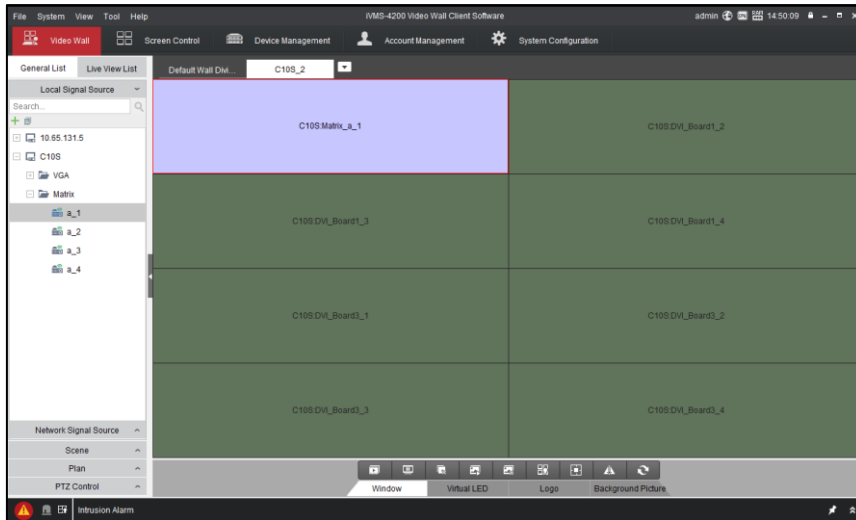 File System View Tool Help iVMS-4200 Video Wall Client Software admin 14:50:09
Video Wall Screen Control Device Management Account Management System Configuration
General List Live View List Default Wall Divi... C10S_2
Local Signal Source
Search...
10.65.131.5
C10S
VGA
Matrix
a_1
a_2
a_3
a_4
C10S:Matrix_a_1 C10S:DVI_Board1_2
C10S:DVI_Board1_3 C10S:DVI_Board1_4
C10S:DVI_Board3_1 C10S:DVI_Board3_2
C10S:DVI_Board3_3 C10S:DVI_Board3_4
Network Signal Source
Scene
Plan
PTZ Control
Window Virtual LED Logo Background Picture
Intrusion Alarm